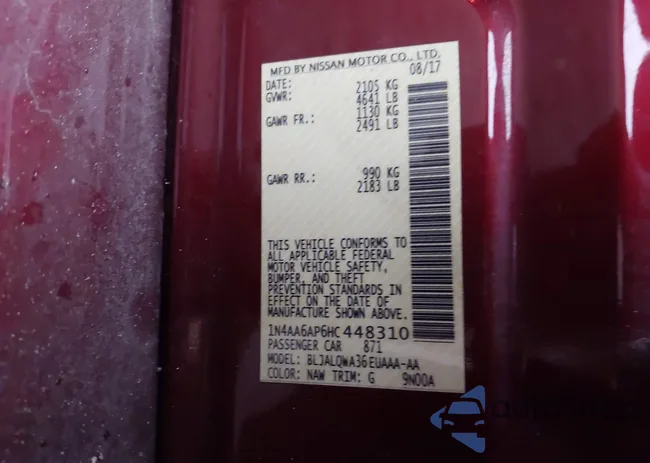 MFD BY NISSAN MOTOR CO., LTD.
DATE: 08/17
GVWR: 2105 KG
4641 LB
GAWR FR.: 1130 KG
2491 LB
GAWR RR.: 990 KG
2183 LB
THIS VEHICLE CONFORMS TO
ALL APPLICABLE FEDERAL
MOTOR VEHICLE SAFETY,
BUMPER, AND THEFT
PREVENTION STANDARDS IN
EFFECT ON THE DATE OF
MANUFACTURE SHOWN ABOVE.
1N4AA6AP6HC448310
PASSENGER CAR 871
MODEL: BLJALQWA36EUAAA-AA
COLOR: NAW TRIM: G 9N00A